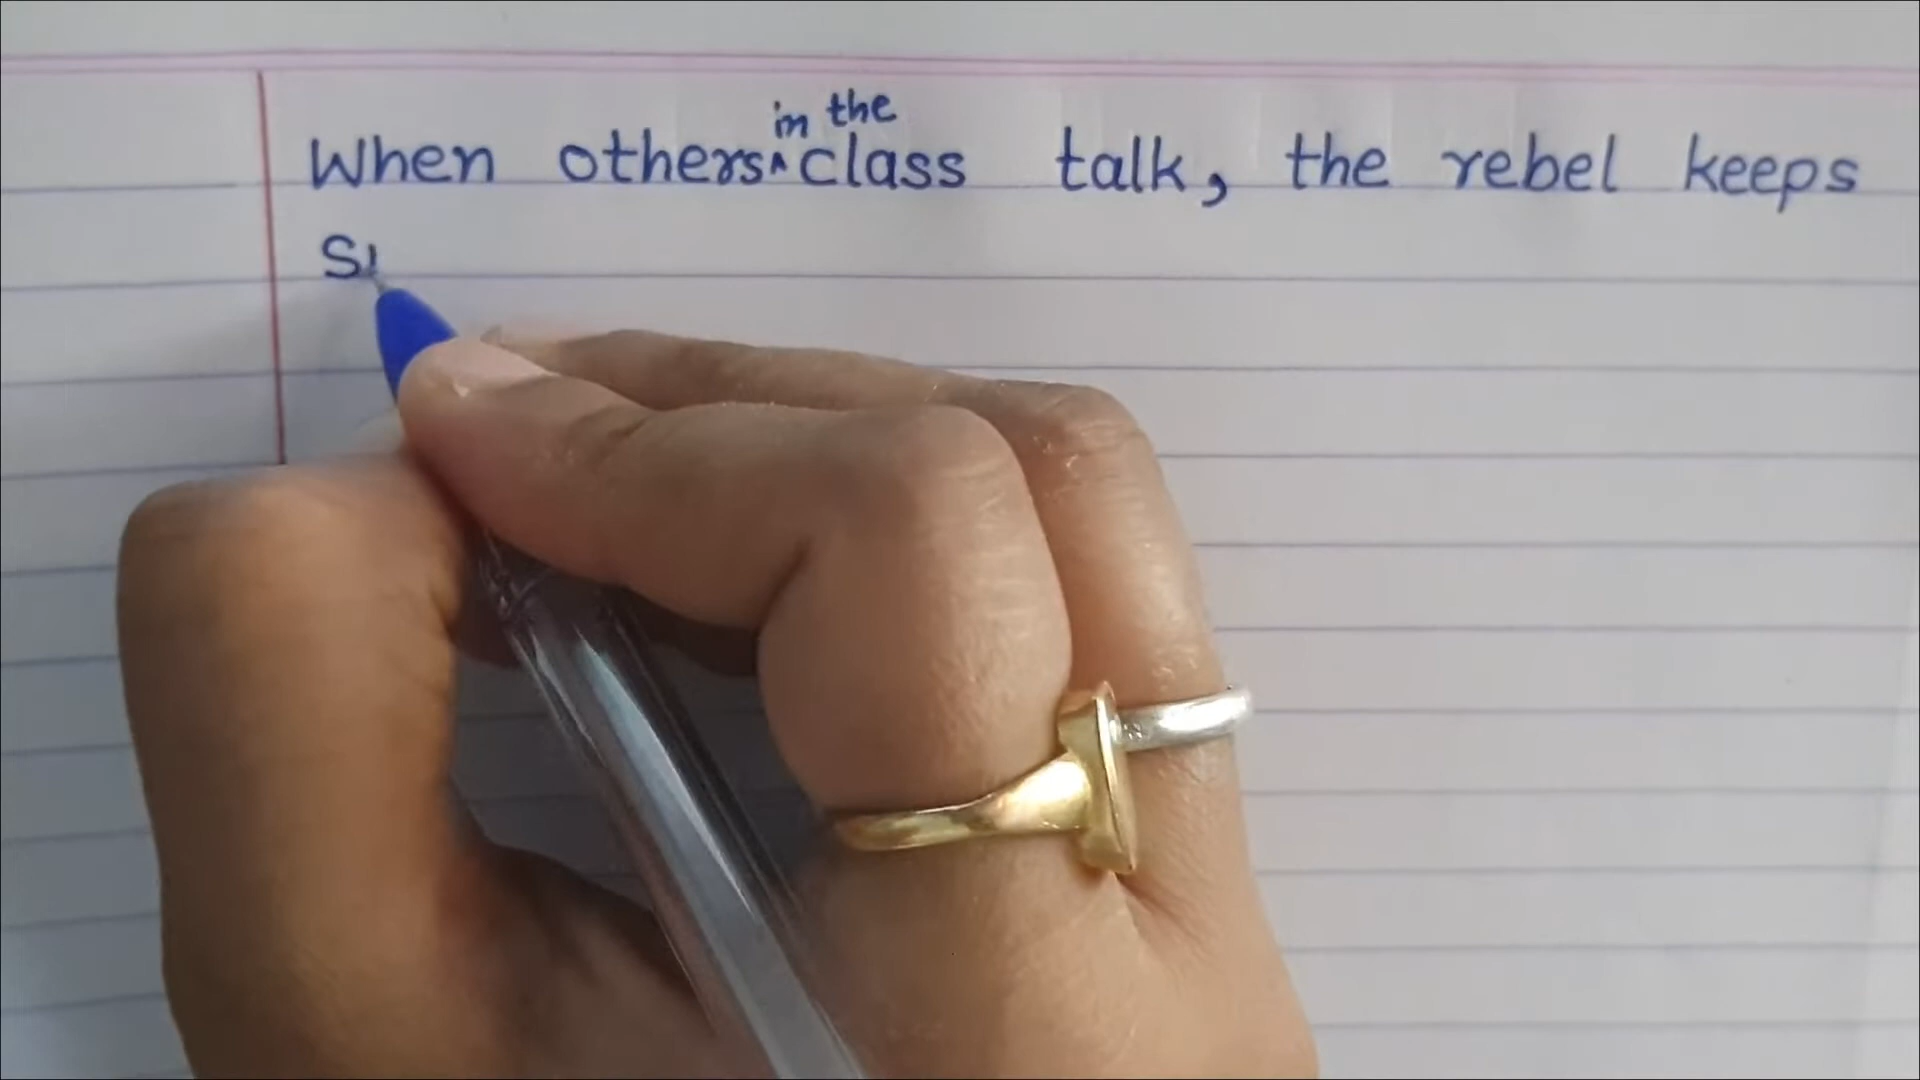 When others ^ in the class talk, the rebel keeps